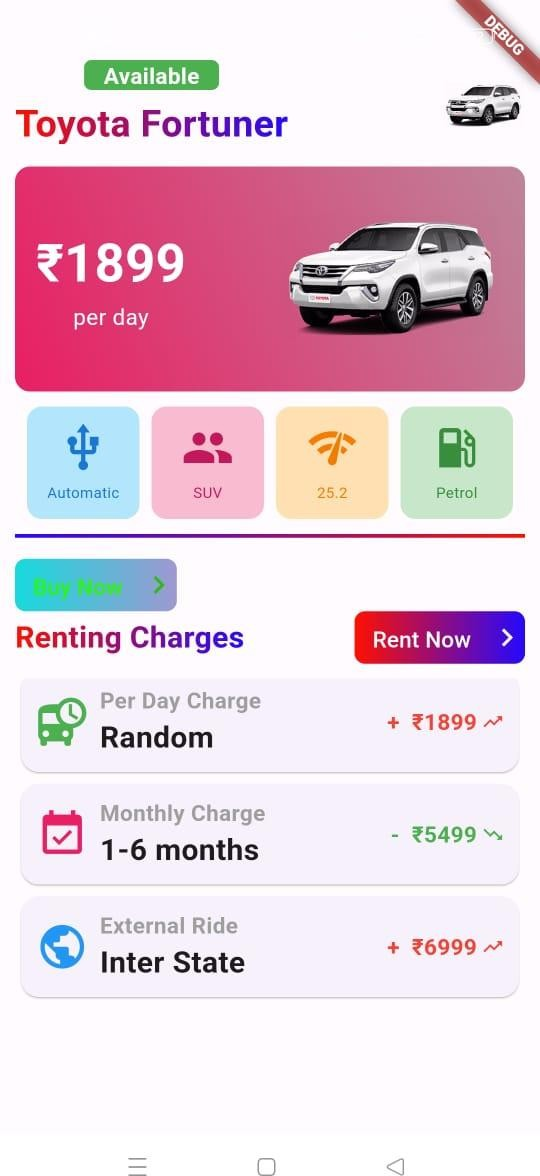 DEBUG
Available
Toyota Fortuner
₹1899
per day
Automatic
SUV
25.2
Petrol
Buy Now
Renting Charges
Rent Now
Per Day Charge
Random
+ ₹1899
Monthly Charge
1-6 months
- ₹5499
External Ride
Inter State
+ ₹6999